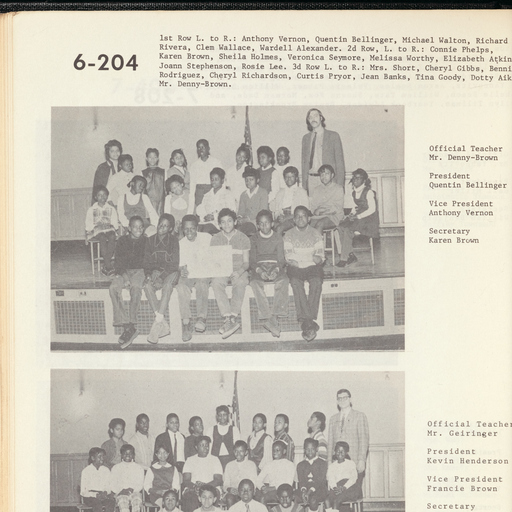 6-204
1st Row L. to R.: Anthony Vernon, Quentin Bellinger, Michael Walton, Richard
Rivera, Clem Wallace, Wardell Alexander. 2d Row, L. to R.: Connie Phelps,
Karen Brown, Sheila Holmes, Veronica Seymore, Melissa Worthy, Elizabeth
Joann Stephenson, Rosie Lee. 3d Row L. to R.: Mrs. Short, Cheryl Gibbs,
Rodriguez, Cheryl Richardson, Curtis Pryor, Jean Banks, Tina Goody, Dotty
Mr. Denny-Brown.
Official Teacher
Mr. Denny-Brown
President
Quentin Bellinger
Vice President
Anthony Vernon
Secretary
Karen Brown
Official Teacher
Mr. Geiringer
President
Kevin Henderson
Vice President
Francie Brown
Secretary